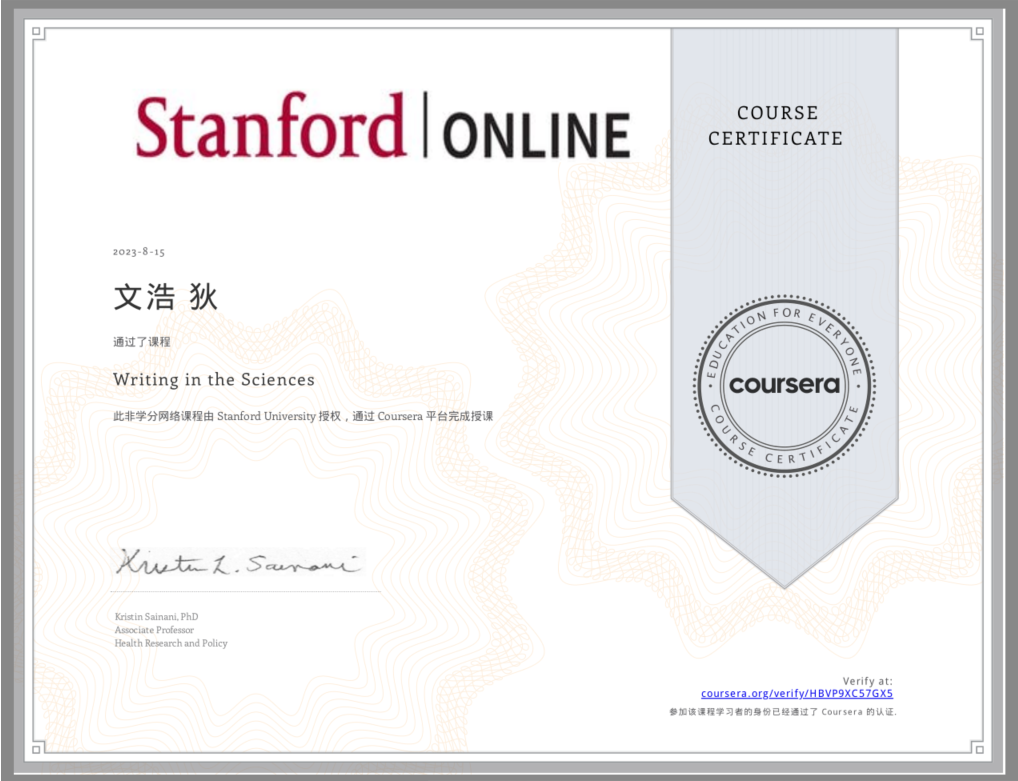 Stanford | ONLINE
COURSE
CERTIFICATE
2023-8-15
文浩 狄
通过了课程
Writing in the Sciences
此非学分网络课程由 Stanford University 授权，通过 Coursera 平台完成授课
EDUCATION FOR EVERYONE
coursera
COURSE CERTIFICATE
Kristin L. Sainani
Kristin Sainani, PhD
Associate Professor
Health Research and Policy
Verify at:
coursera.org/verify/HBVP9XC57GX5
参加该课程学习者的身份已经通过了 Coursera 的认证.